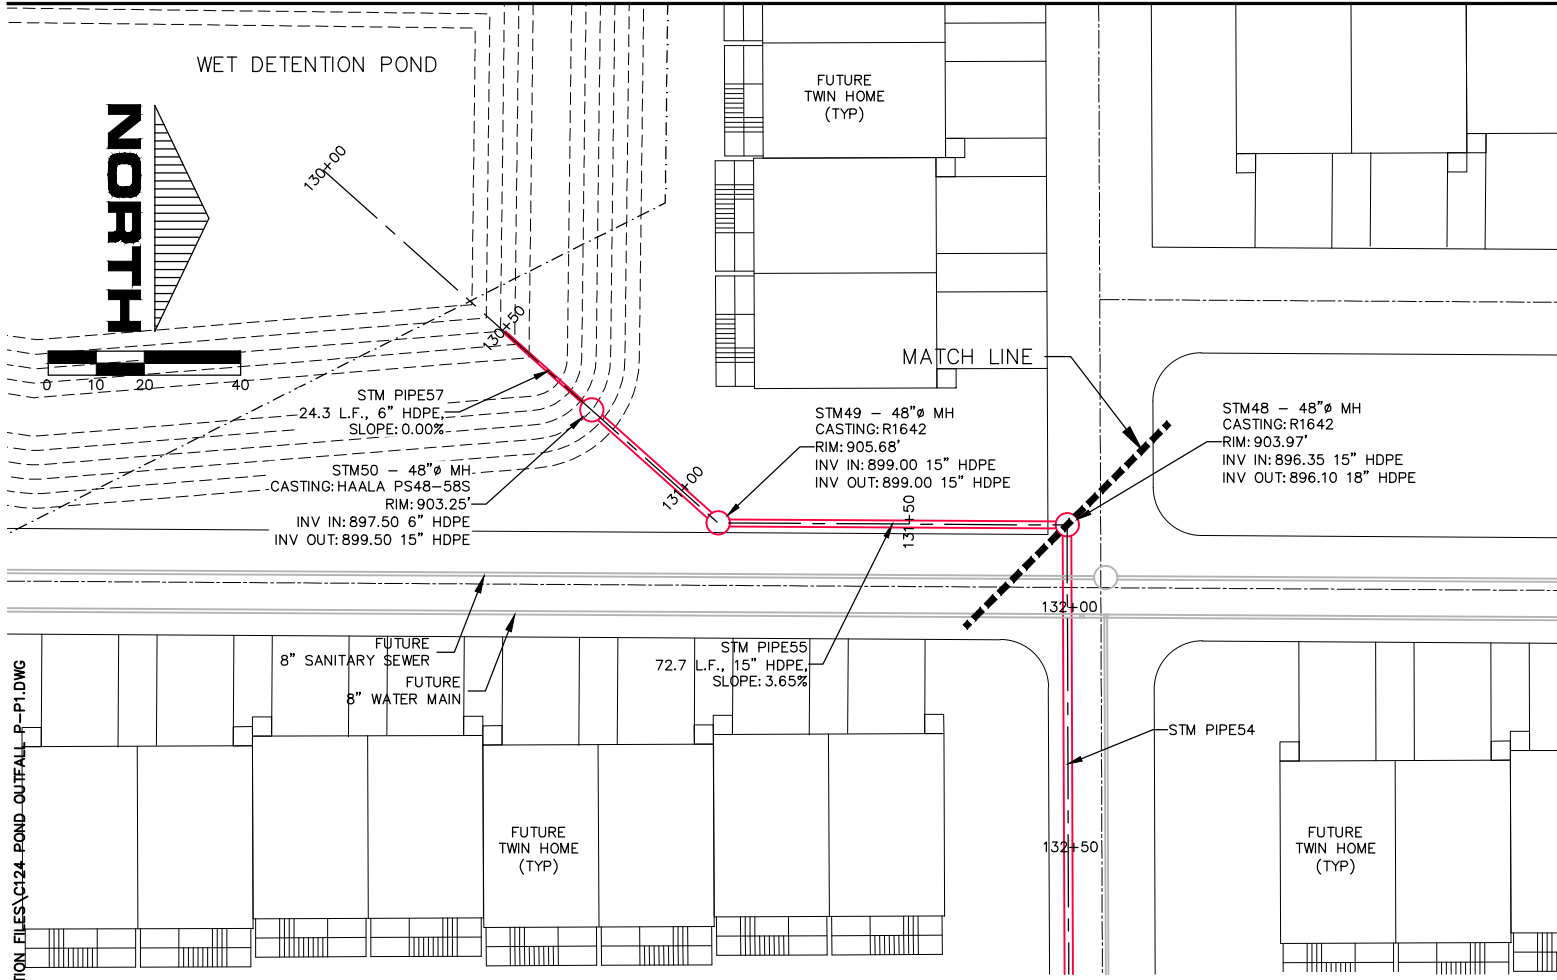 WET DETENTION POND
NORTH
0 10 20 40
130+00
130+50
131+00
131+50
132+00
132+50
FUTURE
TWIN HOME
(TYP)
MATCH LINE
STM PIPE57
24.3 L.F., 6" HDPE,
SLOPE: 0.00%
STM50 - 48"ø MH
CASTING: HAALA PS48-58S
RIM: 903.25'
INV IN: 897.50 6" HDPE
INV OUT: 899.50 15" HDPE
STM49 - 48"ø MH
CASTING: R1642
RIM: 905.68'
INV IN: 899.00 15" HDPE
INV OUT: 899.00 15" HDPE
STM48 - 48"ø MH
CASTING: R1642
RIM: 903.97'
INV IN: 896.35 15" HDPE
INV OUT: 896.10 18" HDPE
FUTURE
8" SANITARY SEWER
FUTURE
8" WATER MAIN
STM PIPE55
72.7 L.F., 15" HDPE,
SLOPE: 3.65%
STM PIPE54
FUTURE
TWIN HOME
(TYP)
FUTURE
TWIN HOME
(TYP)
TION FILES\C124 POND OUTFALL P-P1.DWG